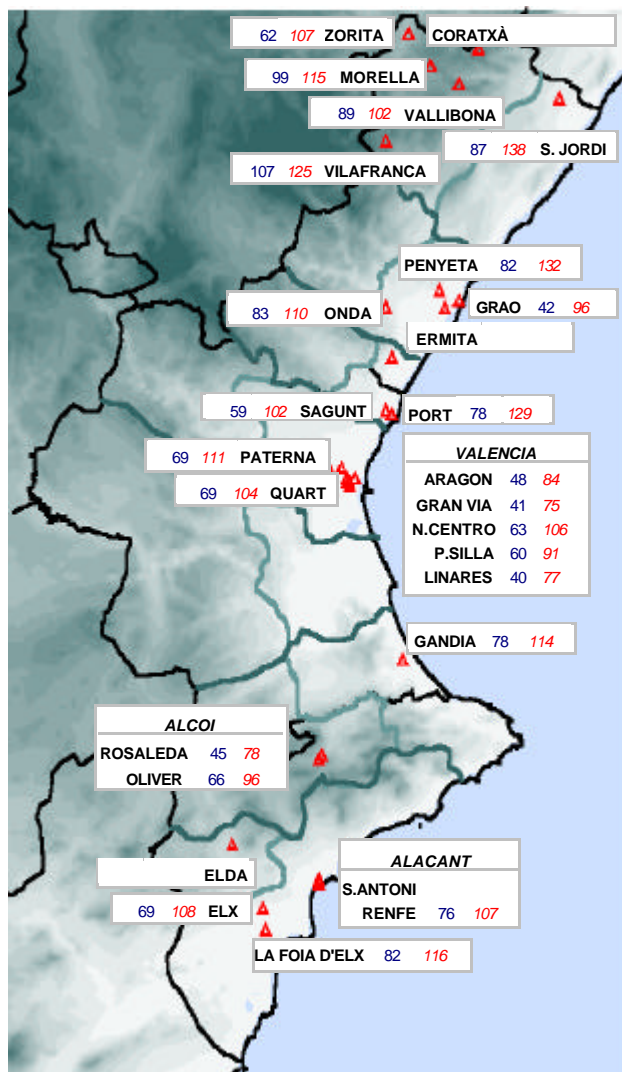 62 107 ZORITA
CORATXÀ
99 115 MORELLA
89 102 VALLIBONA
87 138 S. JORDI
107 125 VILAFRANCA
PENYETA 82 132
83 110 ONDA
GRAO 42 96
ERMITA
59 102 SAGUNT
PORT 78 129
69 111 PATERNA
69 104 QUART
VALENCIA
ARAGON 48 84
GRAN VIA 41 75
N.CENTRO 63 106
P.SILLA 60 91
LINARES 40 77
GANDIA 78 114
ALCOI
ROSALEDA 45 78
OLIVER 66 96
ELDA
69 108 ELX
ALACANT
S.ANTONI
RENFE 76 107
LA FOIA D'ELX 82 116